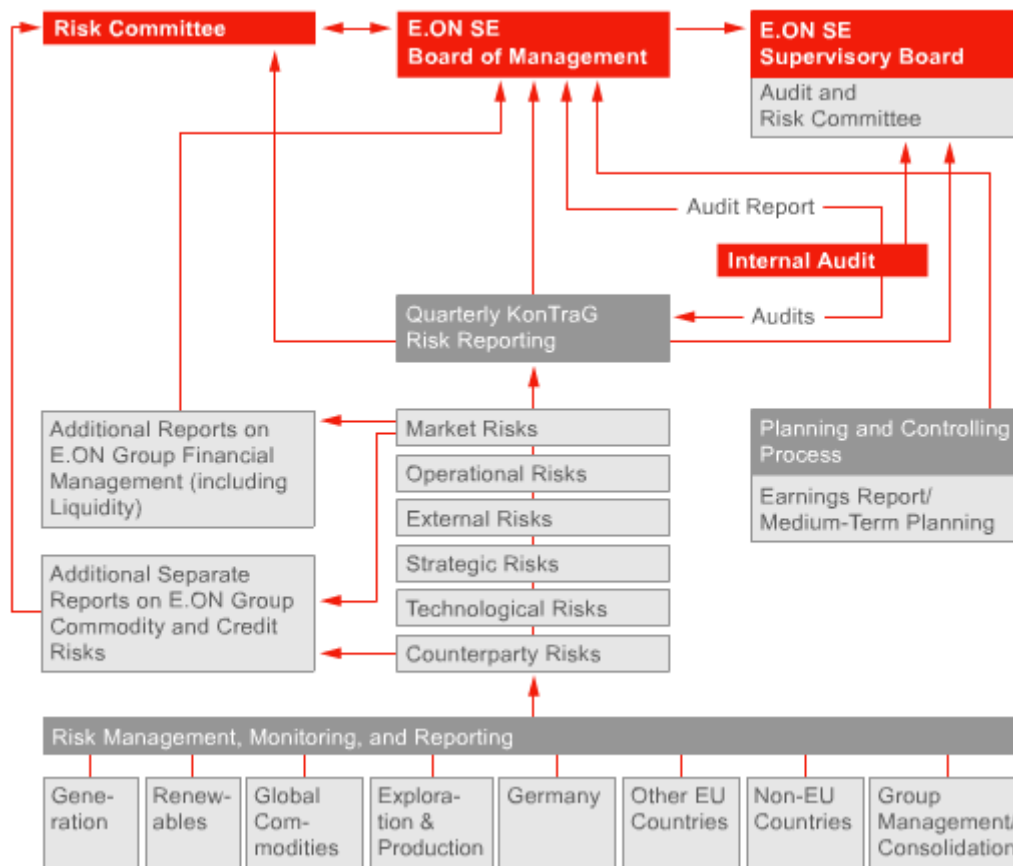 Risk Committee
E.ON SE
Board of Management
E.ON SE
Supervisory Board
Audit and
Risk Committee
Audit Report
Internal Audit
Quarterly KonTraG
Risk Reporting
Audits
Additional Reports on
E.ON Group Financial
Management (including
Liquidity)
Market Risks
Operational Risks
External Risks
Strategic Risks
Technological Risks
Counterparty Risks
Planning and Controlling
Process
Earnings Report/
Medium-Term Planning
Additional Separate
Reports on E.ON Group
Commodity and Credit
Risks
Risk Management, Monitoring, and Reporting
Gene-
ration
Renew-
ables
Global
Com-
modities
Explora-
tion &
Production
Germany
Other EU
Countries
Non-EU
Countries
Group
Management/
Consolidation